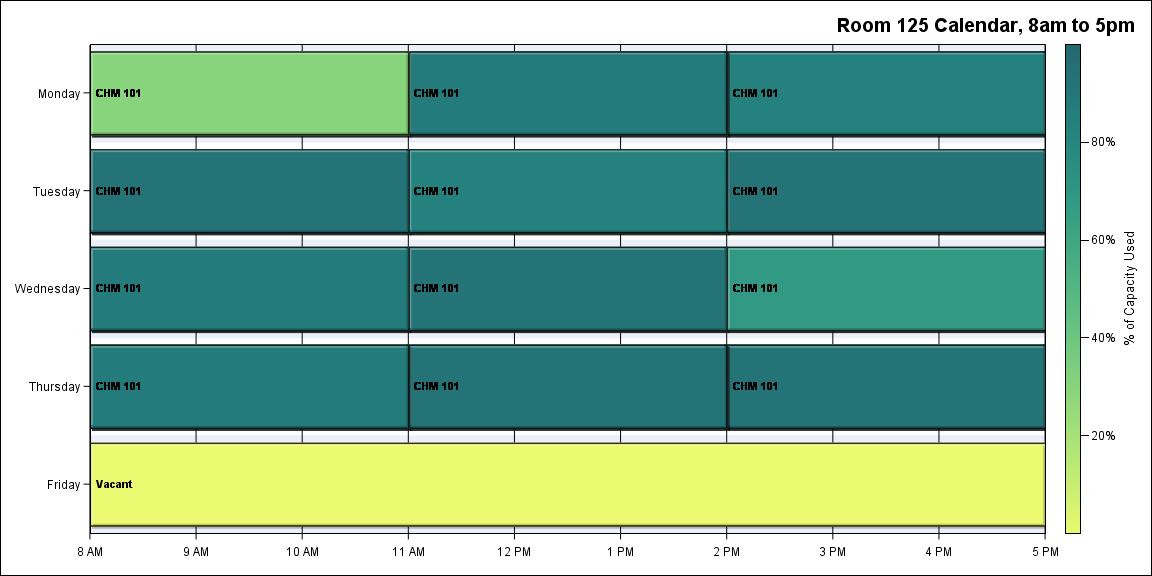 Room 125 Calendar, 8am to 5pm
Monday
CHM 101
CHM 101
CHM 101
Tuesday
CHM 101
CHM 101
CHM 101
Wednesday
CHM 101
CHM 101
CHM 101
Thursday
CHM 101
CHM 101
CHM 101
Friday
Vacant
8 AM
9 AM
10 AM
11 AM
12 PM
1 PM
2 PM
3 PM
4 PM
5 PM
80%
60%
40%
20%
% of Capacity Used